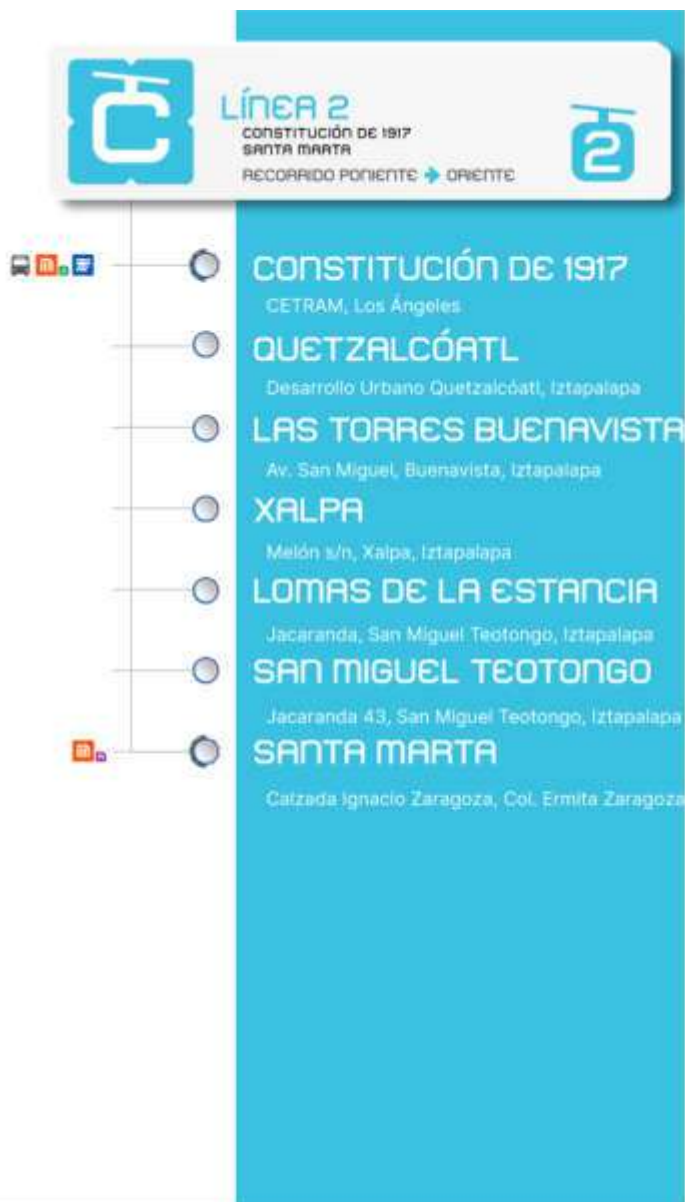 C
LÍNEA 2
CONSTITUCIÓN DE 1917
SANTA MARTA
RECORRIDO PONIENTE ORIENTE
2
CONSTITUCIÓN DE 1917
CETRAM, Los Ángeles
QUETZALCÓATL
Desarrollo Urbano Quetzalcóatl, Iztapalapa
LAS TORRES BUENAVISTA
Av. San Miguel, Buenavista, Iztapalapa
XALPA
Melón s/n, Xalpa, Iztapalapa
LOMAS DE LA ESTANCIA
Jacaranda, San Miguel Teotongo, Iztapalapa
SAN MIGUEL TEOTONGO
Jacaranda 43, San Miguel Teotongo, Iztapalapa
SANTA MARTA
Calzada Ignacio Zaragoza, Col. Ermita Zaragoza